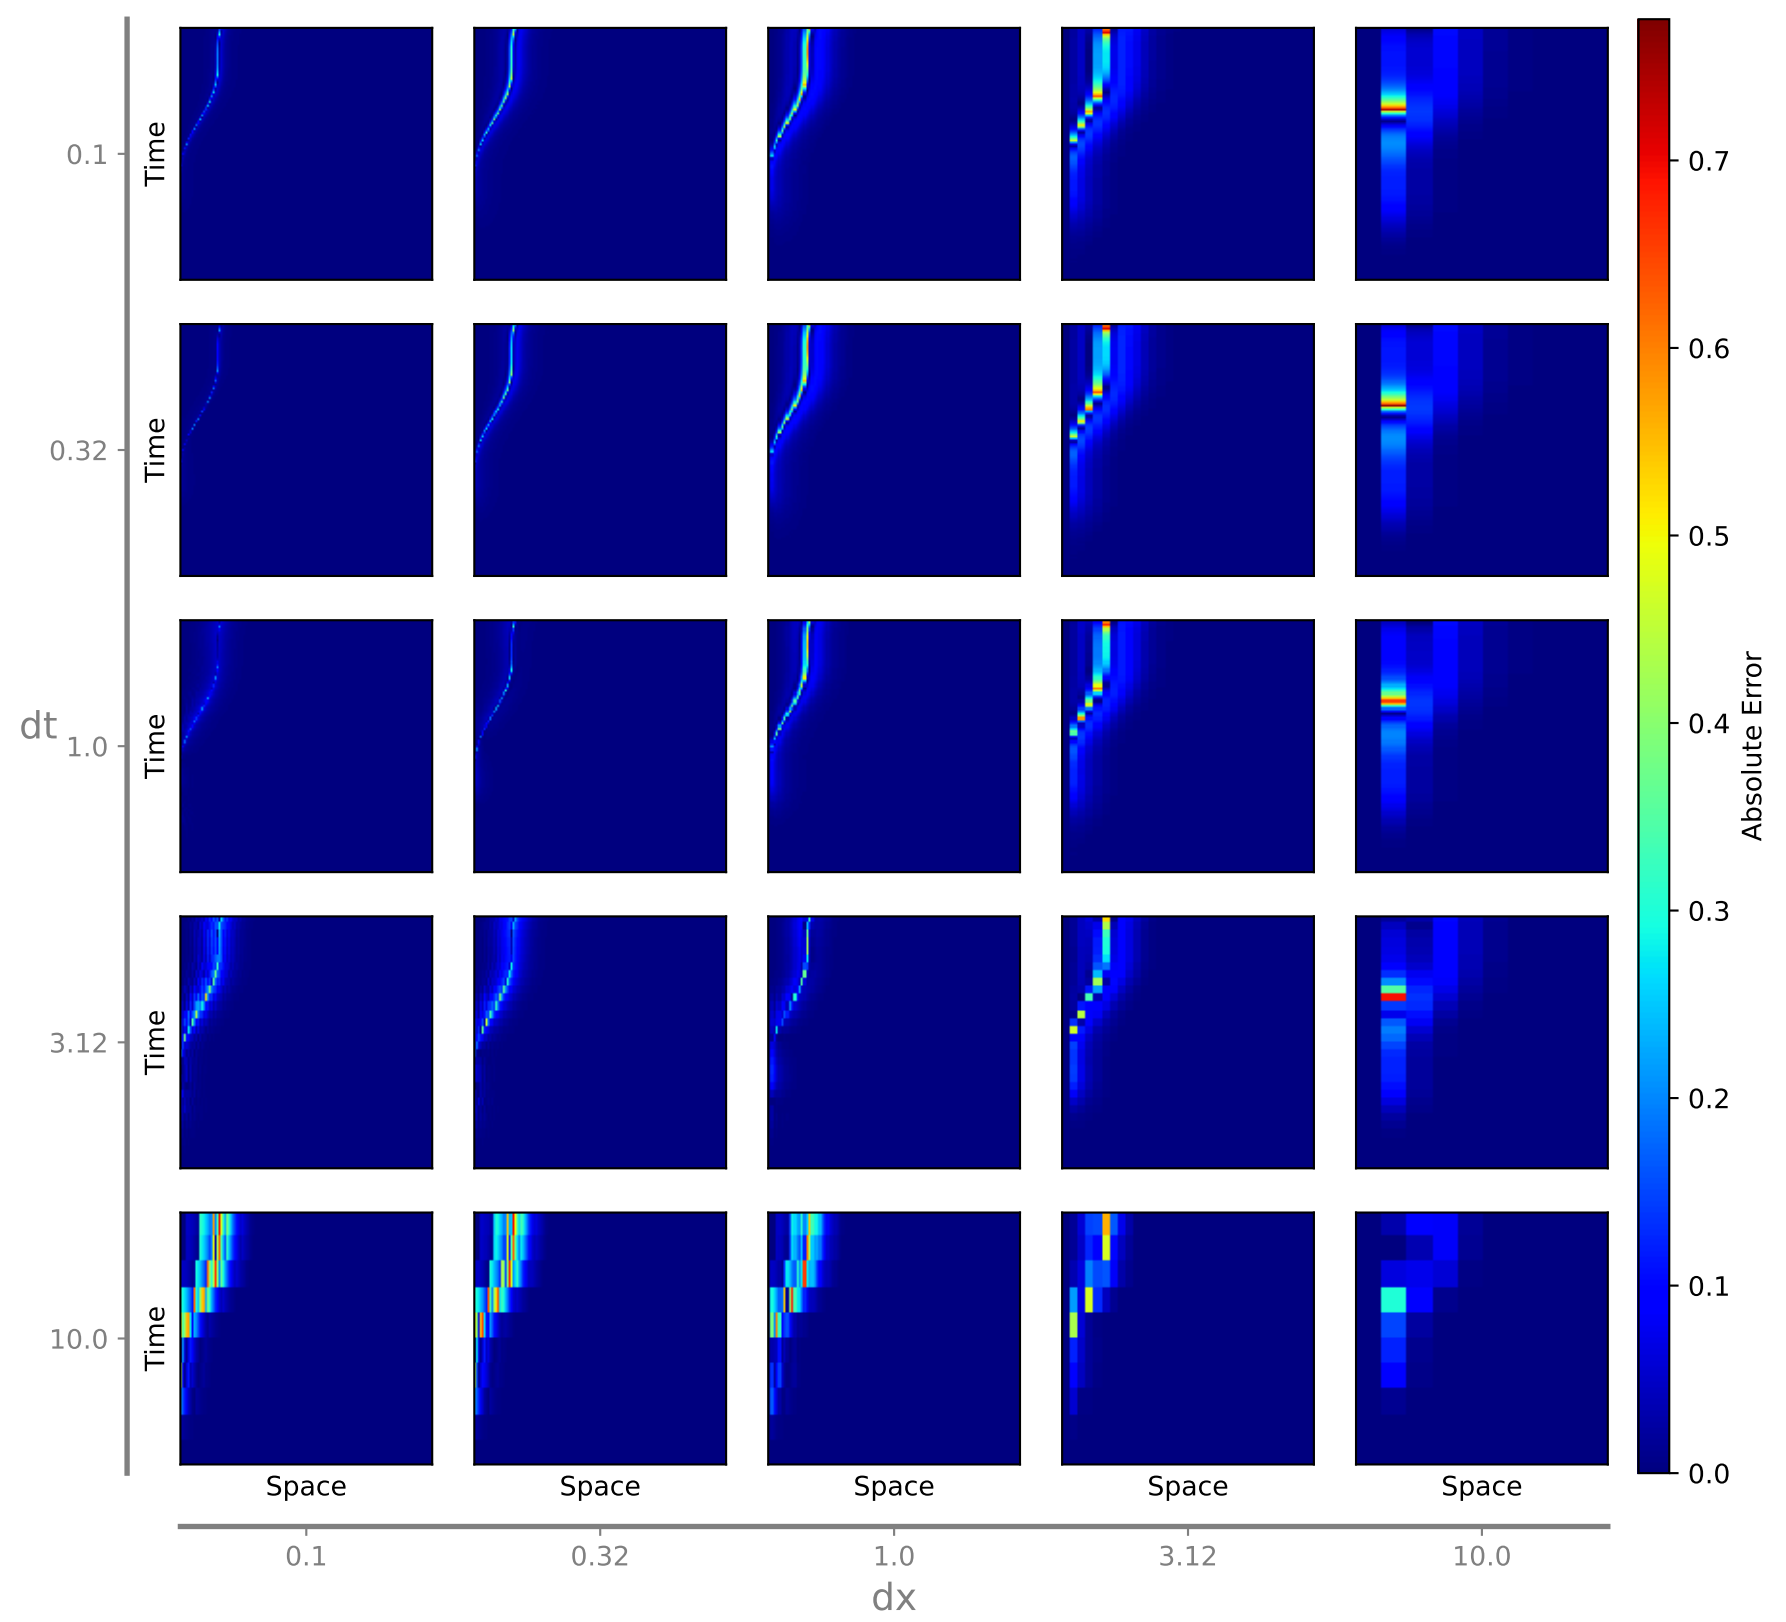 0.1
Time
0.7
0.6
0.32
Time
0.5
dt
1.0
Time
0.4
Absolute Error
0.3
3.12
Time
0.2
0.1
10.0
Time
0.0
Space Space Space Space Space
0.1 0.32 1.0 3.12 10.0
dx